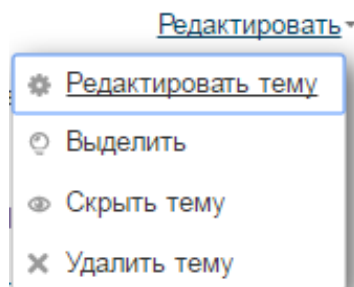 Редактировать
Редактировать тему
Выделить
Скрыть тему
Удалить тему